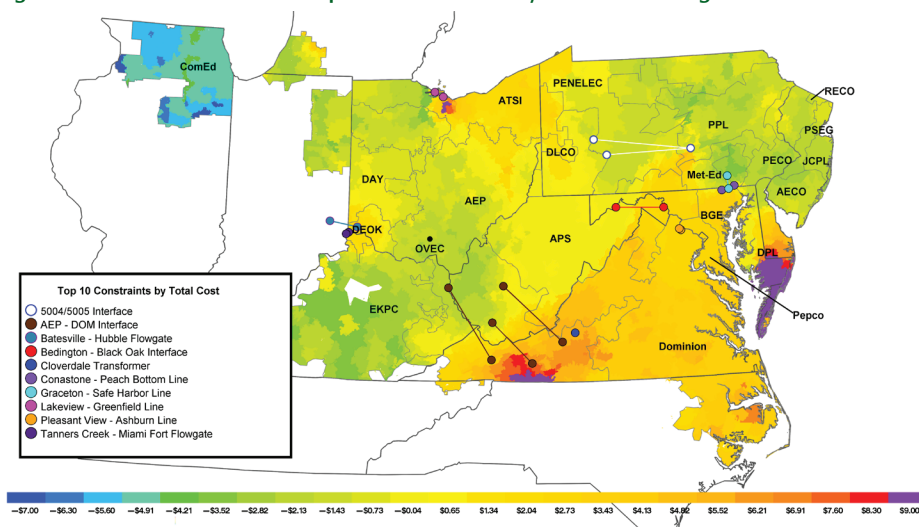 ComEd
PENELEC
RECO
ATSI
PPL
PSEG
DLCO
PECO
JCPL
Met-Ed
DAY
AECO
AEP
BGE
DEOK
APS
OVEC
DPL
EKPC
Pepco
Dominion
Top 10 Constraints by Total Cost
5004/5005 Interface
AEP - DOM Interface
Batesville - Hubble Flowgate
Bedington - Black Oak Interface
Cloverdale Transformer
Conastone - Peach Bottom Line
Graceton - Safe Harbor Line
Lakeview - Greenfield Line
Pleasant View - Ashburn Line
Tanners Creek - Miami Fort Flowgate
–$7.00 –$6.30 –$5.60 –$4.91 –$4.21 –$3.52 –$2.82 –$2.13 –$1.43 –$0.73 –$0.04 $0.65 $1.34 $2.04 $2.73 $3.43 $4.13 $5.52 $6.21 $6.91 $7.60 $8.30 $9.00